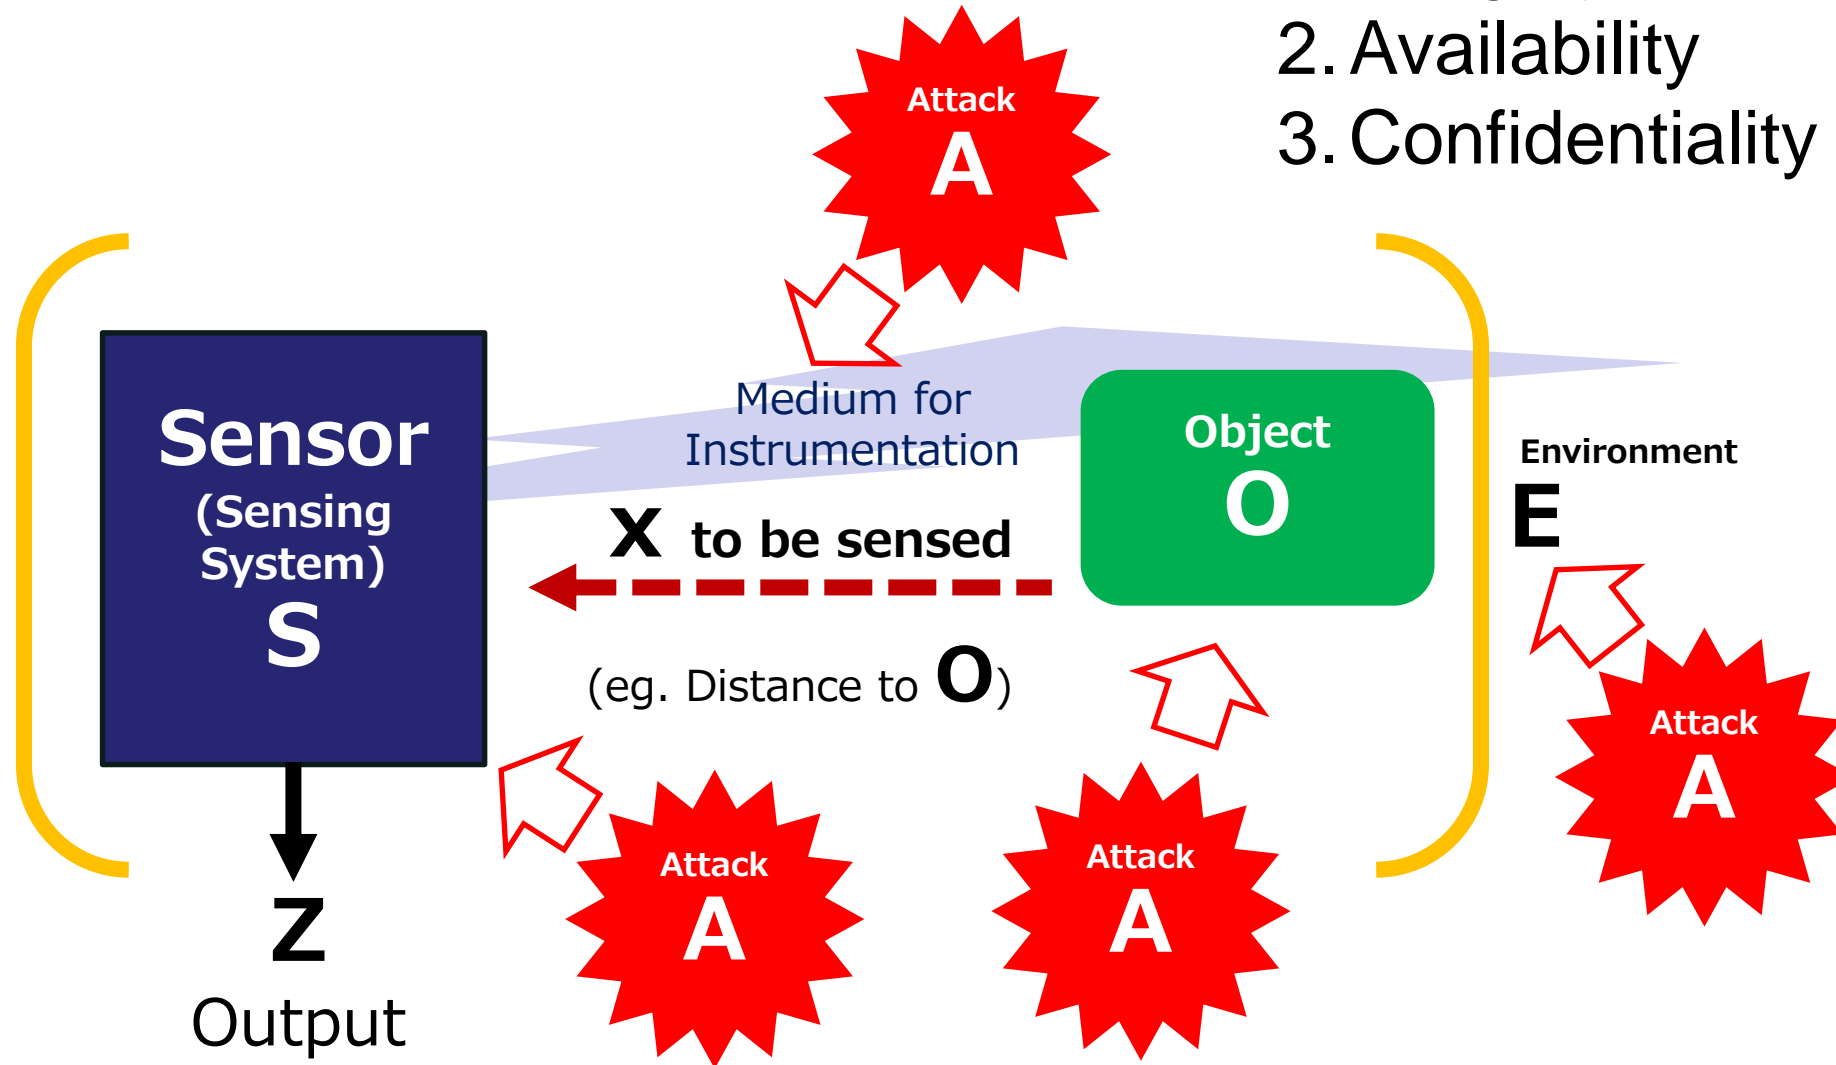 2. Availability
3. Confidentiality
Attack
A
Sensor
(Sensing
System)
S
Medium for
Instrumentation
Object
O
Environment
E
X to be sensed
(eg. Distance to O)
Attack
A
Attack
A
Attack
A
Z
Output